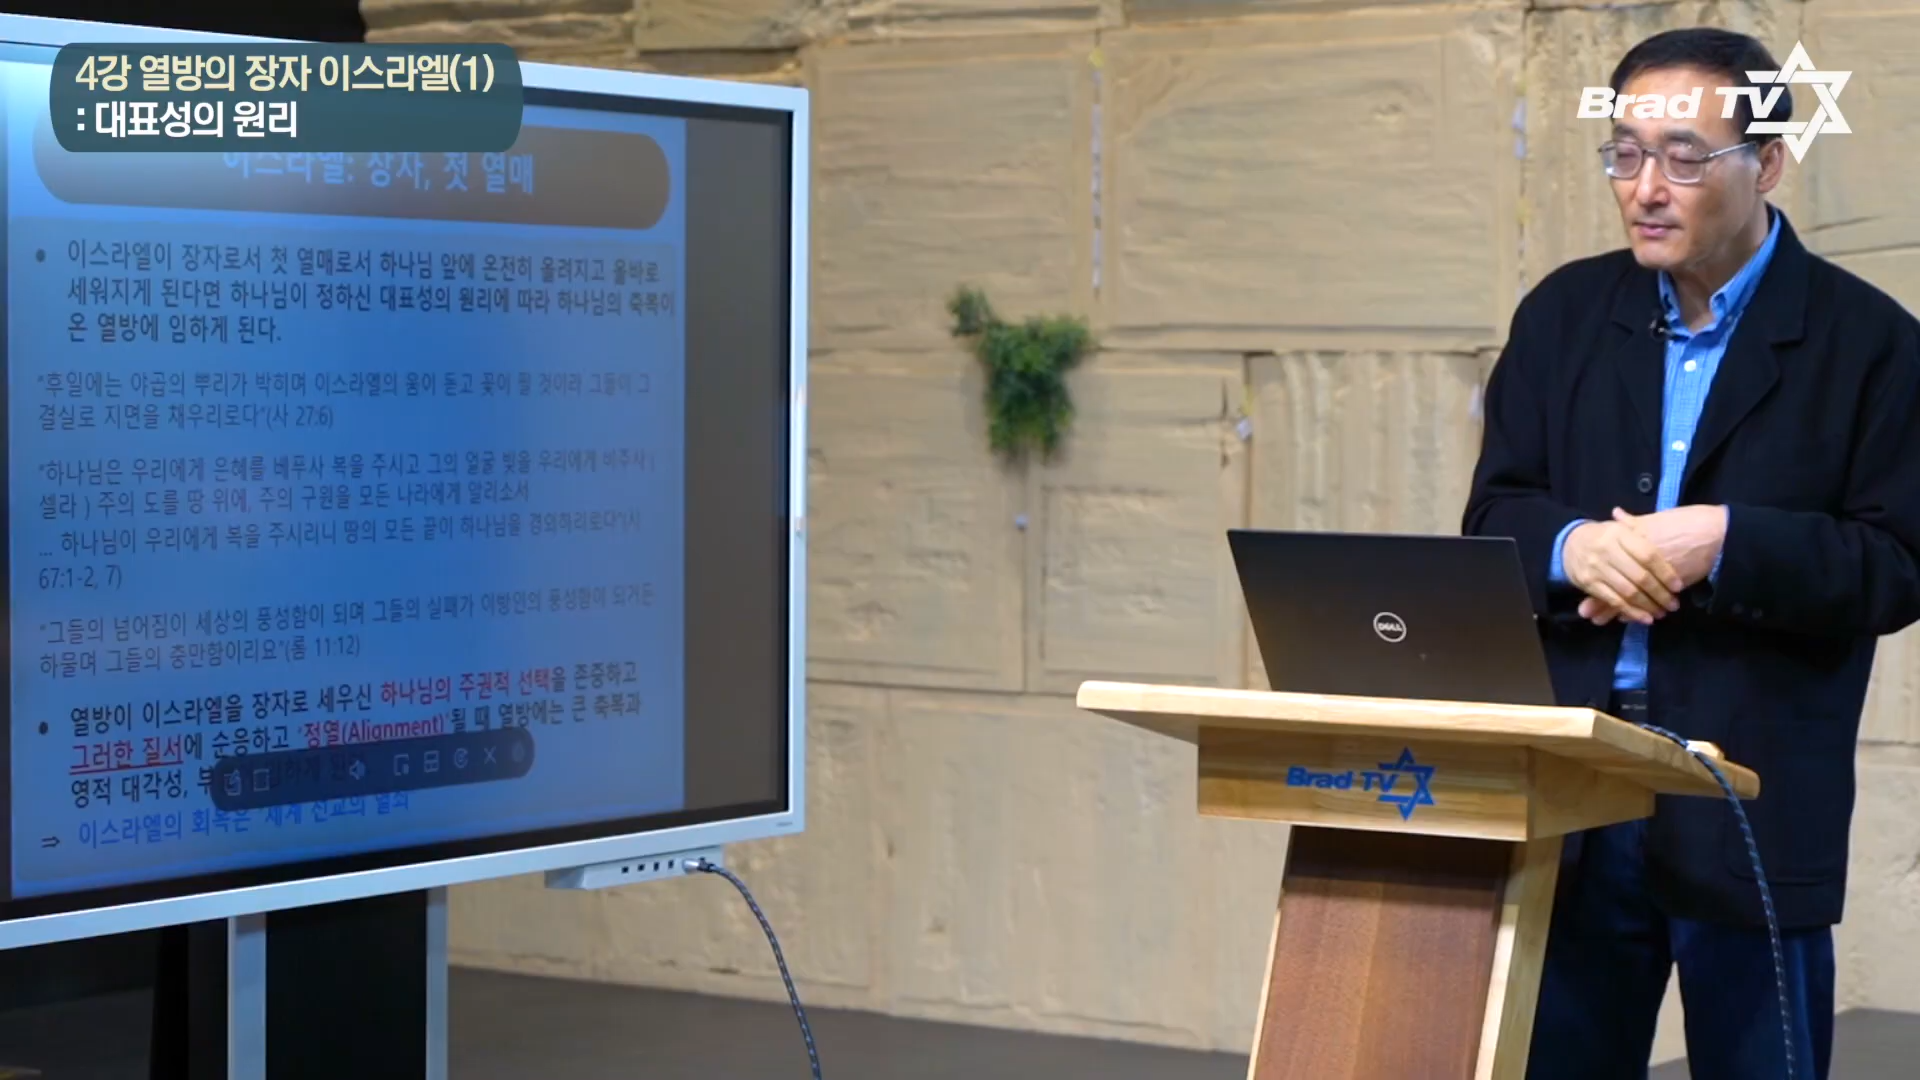 4강 열방의 장자 이스라엘(1)
: 대표성의 원리
Brad TV
이스라엘: 장자, 첫 열매
• 이스라엘이 장자로서 첫 열매로서 하나님 앞에 온전히 올려지고 올바로
세워지게 된다면 하나님이 정하신 대표성의 원리에 따라 하나님의 축복이
온 열방에 임하게 된다.
"후일에는 야곱의 뿌리가 박히며 이스라엘의 움이 돋고 꽃이 필 것이라 그들이 그
결실로 지면을 채우리로다"(사 27:6)
"하나님은 우리에게 은혜를 베푸사 복을 주시고 그의 얼굴 빛을 우리에게 비추사 (
셀라 ) 주의 도를 땅 위에, 주의 구원을 모든 나라에게 알리소서
... 하나님이 우리에게 복을 주시리니 땅의 모든 끝이 하나님을 경외하리로다"(시
67:1-2, 7)
"그들의 넘어짐이 세상의 풍성함이 되며 그들의 실패가 이방인의 풍성함이 되거든
하물며 그들의 충만함이리요"(롬 11:12)
• 열방이 이스라엘을 장자로 세우신 하나님의 주권적 선택을 존중하고
그러한 질서에 순응하고 '정열(Alignment)'될 때 열방에는 큰 축복과
영적 대각성,
⇒ 이스라엘의 회복은 세계 선교의 열쇠
DELL
Brad TV